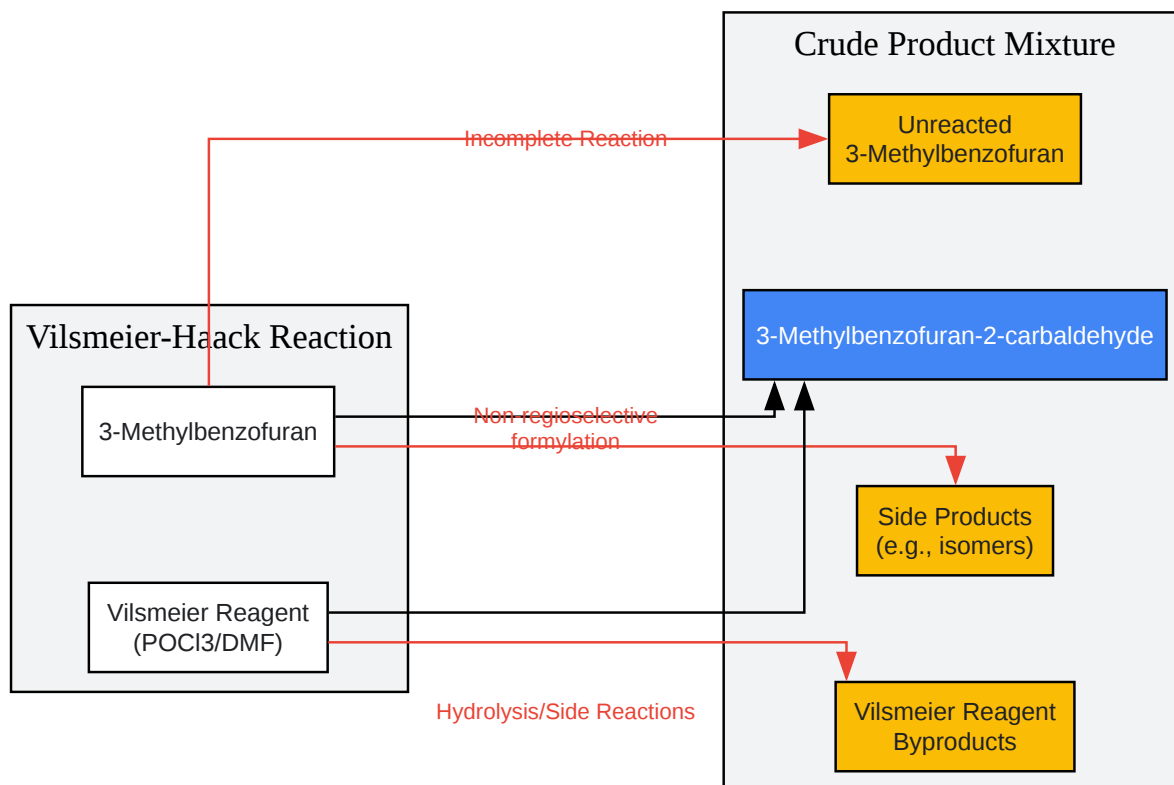 Crude Product Mixture
Unreacted
3-Methylbenzofuran
Incomplete Reaction
3-Methylbenzofuran-2-carbaldehyde
Vilsmeier-Haack Reaction
3-Methylbenzofuran
Non-regioselective
formylation
Side Products
(e.g., isomers)
Vilsmeier Reagent
(POCl3/DMF)
Hydrolysis/Side Reactions
Vilsmeier Reagent
Byproducts